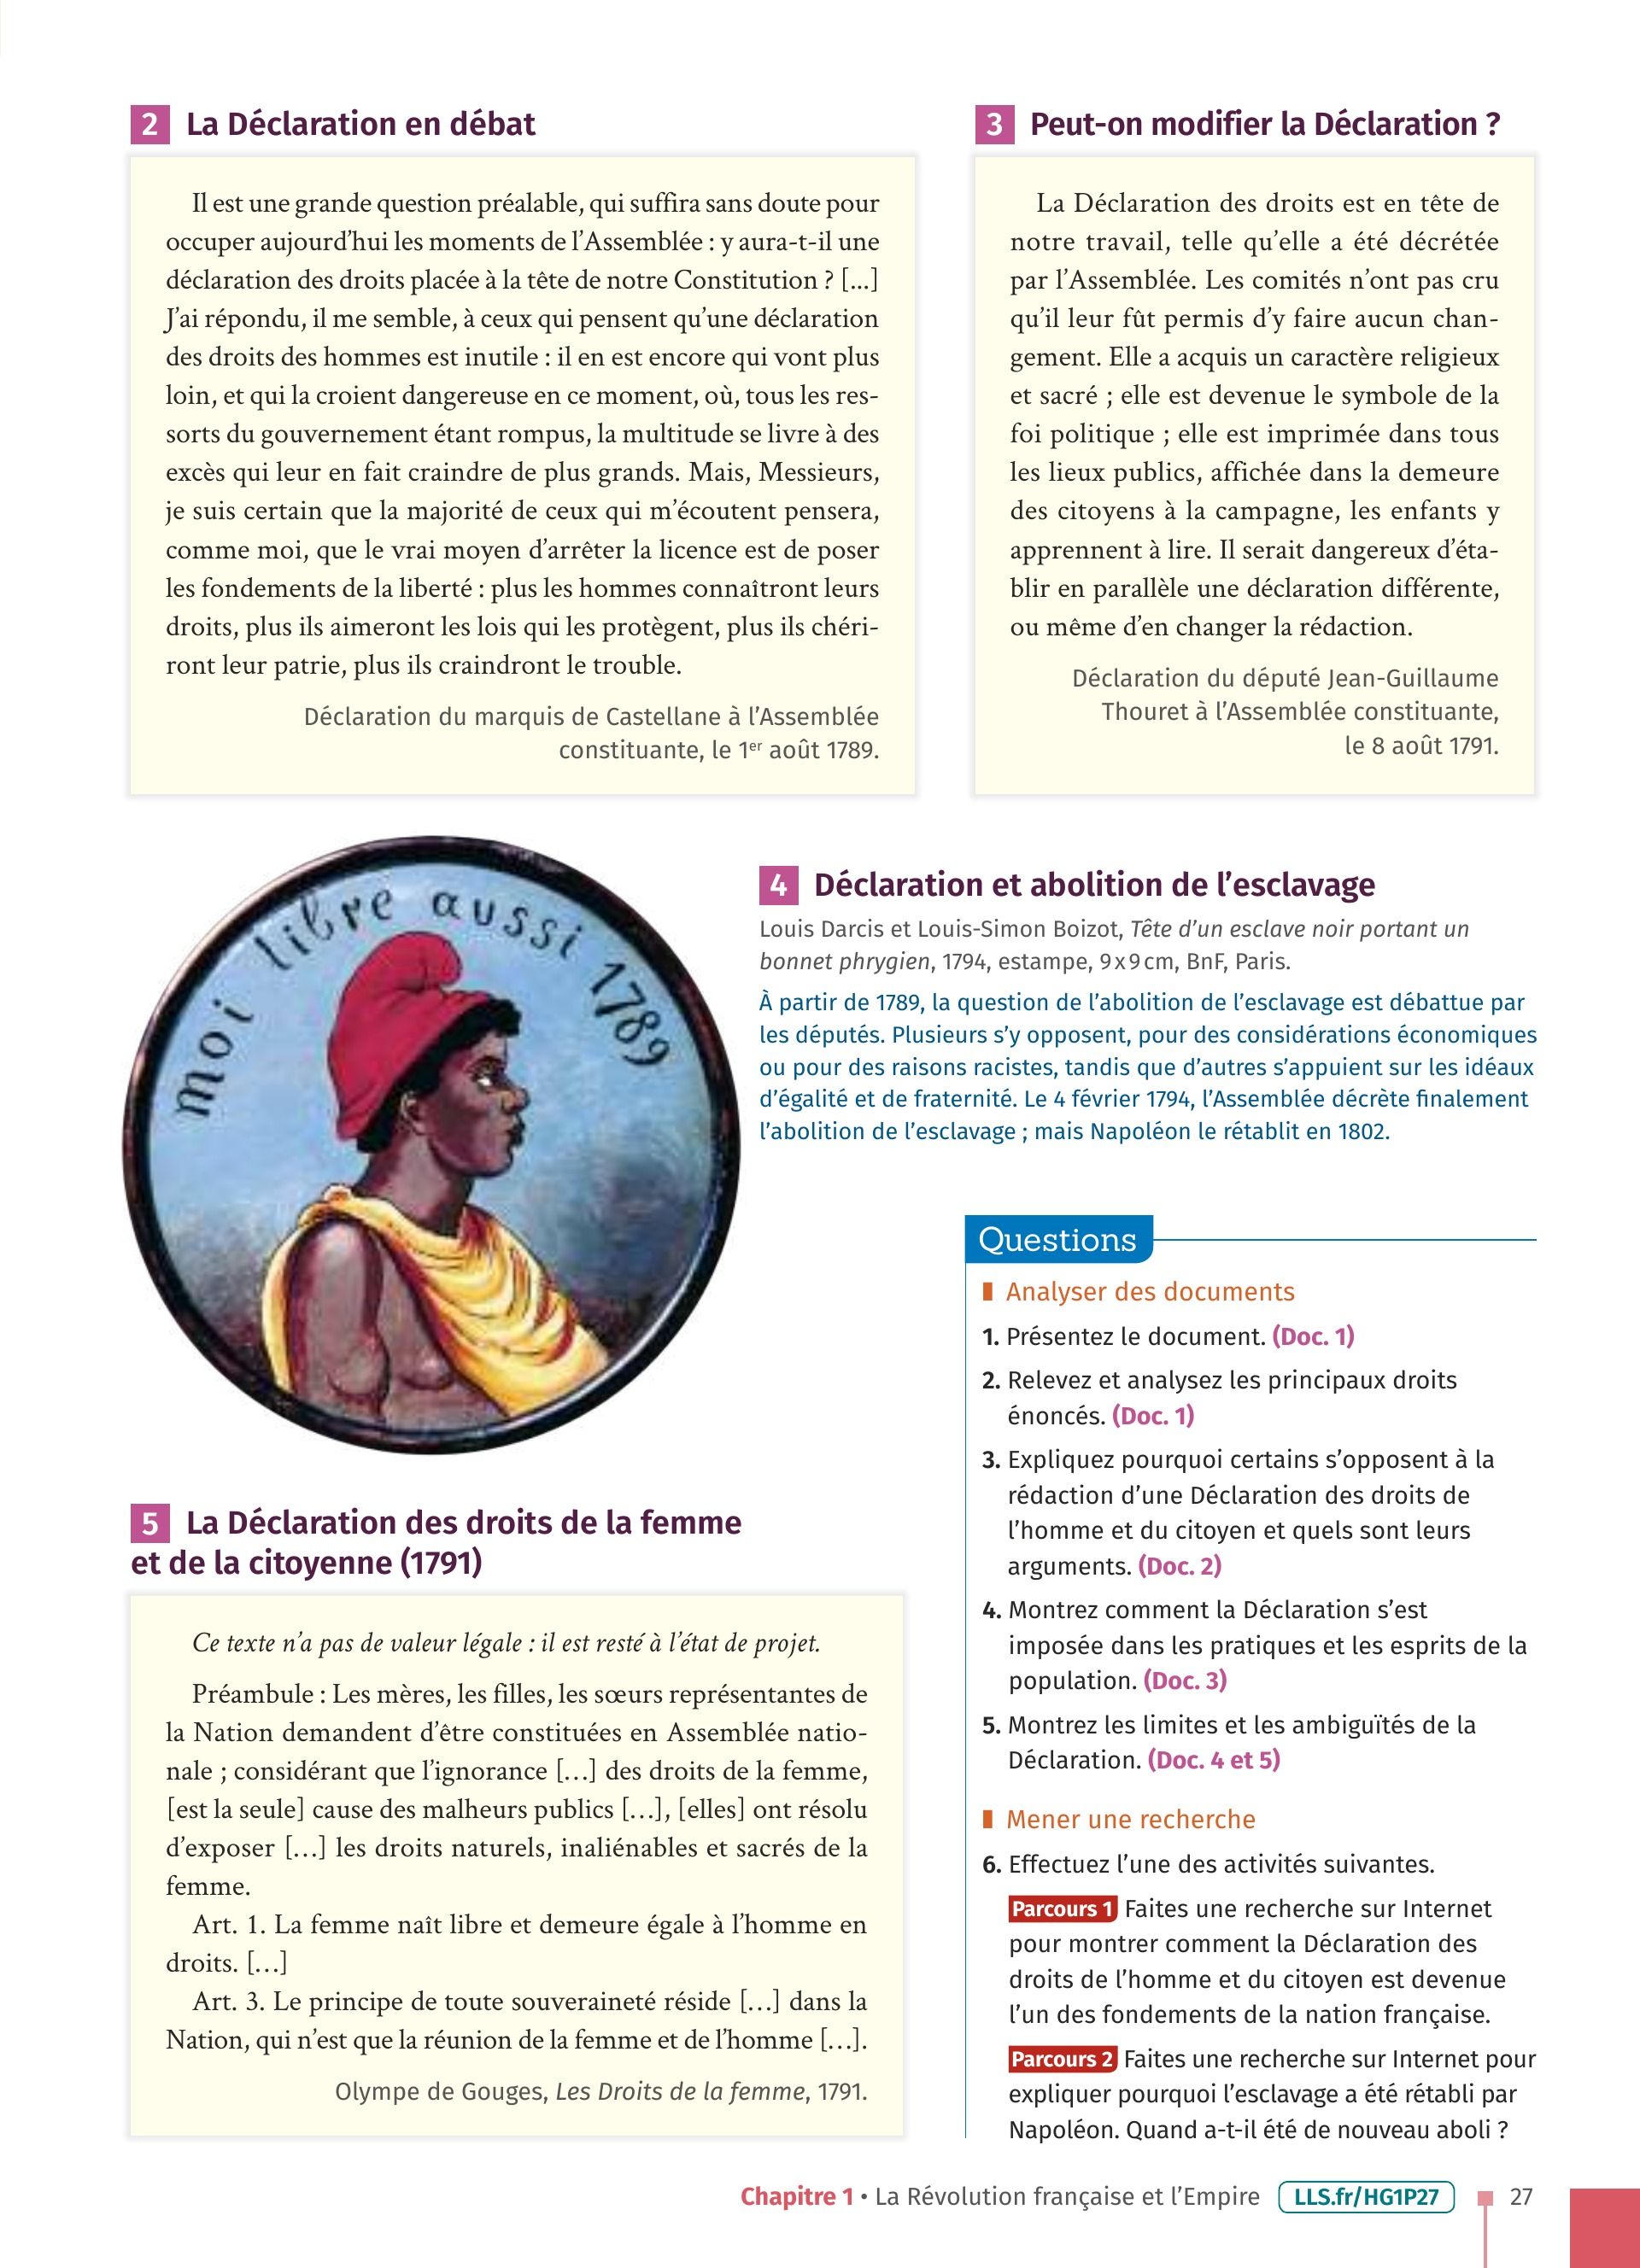 2 La Déclaration en débat
Il est une grande question préalable, qui suffira sans doute pour
occuper aujourd’hui les moments de l’Assemblée : y aura-t-il une
déclaration des droits placée à la tête de notre Constitution ? [...]
J’ai répondu, il me semble, à ceux qui pensent qu’une déclaration
des droits des hommes est inutile : il en est encore qui vont plus
loin, et qui la croient dangereuse en ce moment, où, tous les res-
sorts du gouvernement étant rompus, la multitude se livre à des
excès qui leur en fait craindre de plus grands. Mais, Messieurs,
je suis certain que la majorité de ceux qui m’écoutent pensera,
comme moi, que le vrai moyen d’arrêter la licence est de poser
les fondements de la liberté : plus les hommes connaîtront leurs
droits, plus ils aimeront les lois qui les protègent, plus ils chéri-
ront leur patrie, plus ils craindront le trouble.
Déclaration du marquis de Castellane à l’Assemblée
constituante, le 1er août 1789.
3 Peut-on modifier la Déclaration ?
La Déclaration des droits est en tête de
notre travail, telle qu’elle a été décrétée
par l’Assemblée. Les comités n’ont pas cru
qu’il leur fût permis d’y faire aucun chan-
gement. Elle a acquis un caractère religieux
et sacré ; elle est devenue le symbole de la
foi politique ; elle est imprimée dans tous
les lieux publics, affichée dans la demeure
des citoyens à la campagne, les enfants y
apprennent à lire. Il serait dangereux d’éta-
blir en parallèle une déclaration différente,
ou même d’en changer la rédaction.
Déclaration du député Jean-Guillaume
Thouret à l’Assemblée constituante,
le 8 août 1791.
moi libre aussi 1789
4 Déclaration et abolition de l’esclavage
Louis Darcis et Louis-Simon Boizot, Tête d’un esclave noir portant un
bonnet phrygien, 1794, estampe, 9 x 9 cm, BnF, Paris.
À partir de 1789, la question de l’abolition de l’esclavage est débattue par
les députés. Plusieurs s’y opposent, pour des considérations économiques
ou pour des raisons racistes, tandis que d’autres s’appuient sur les idéaux
d’égalité et de fraternité. Le 4 février 1794, l’Assemblée décrète finalement
l’abolition de l’esclavage ; mais Napoléon le rétablit en 1802.
5 La Déclaration des droits de la femme
et de la citoyenne (1791)
Ce texte n’a pas de valeur légale : il est resté à l’état de projet.
Préambule : Les mères, les filles, les sœurs représentantes de
la Nation demandent d’être constituées en Assemblée natio-
nale ; considérant que l’ignorance [...] des droits de la femme,
[est la seule] cause des malheurs publics [...], [elles] ont résolu
d’exposer [...] les droits naturels, inaliénables et sacrés de la
femme.
Art. 1. La femme naît libre et demeure égale à l’homme en
droits. [...]
Art. 3. Le principe de toute souveraineté réside [...] dans la
Nation, qui n’est que la réunion de la femme et de l’homme [...].
Olympe de Gouges, Les Droits de la femme, 1791.
Questions
Analyser des documents
1. Présentez le document. (Doc. 1)
2. Relevez et analysez les principaux droits
énoncés. (Doc. 1)
3. Expliquez pourquoi certains s’opposent à la
rédaction d’une Déclaration des droits de
l’homme et du citoyen et quels sont leurs
arguments. (Doc. 2)
4. Montrez comment la Déclaration s’est
imposée dans les pratiques et les esprits de la
population. (Doc. 3)
5. Montrez les limites et les ambiguïtés de la
Déclaration. (Doc. 4 et 5)
Mener une recherche
6. Effectuez l’une des activités suivantes.
Parcours 1 Faites une recherche sur Internet
pour montrer comment la Déclaration des
droits de l’homme et du citoyen est devenue
l’un des fondements de la nation française.
Parcours 2 Faites une recherche sur Internet pour
expliquer pourquoi l’esclavage a été rétabli par
Napoléon. Quand a-t-il été de nouveau aboli ?
Chapitre 1 • La Révolution française et l’Empire LLS.fr/HG1P27 27